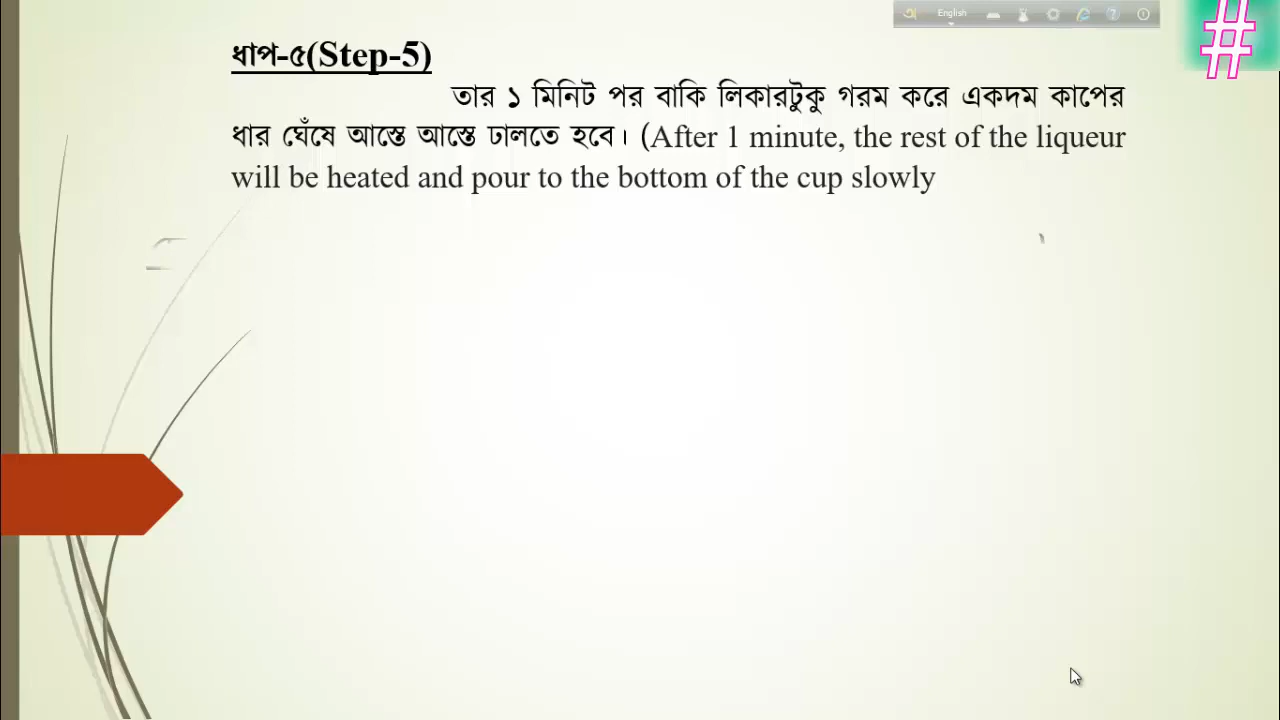 English
#
ধাপ-৫(Step-5)
তার ১ মিনিট পর বাকি লিকারটুকু গরম করে একদম কাপের
ধার ঘেঁষে আস্তে আস্তে ঢালতে হবে। (After 1 minute, the rest of the liqueur
will be heated and pour to the bottom of the cup slowly